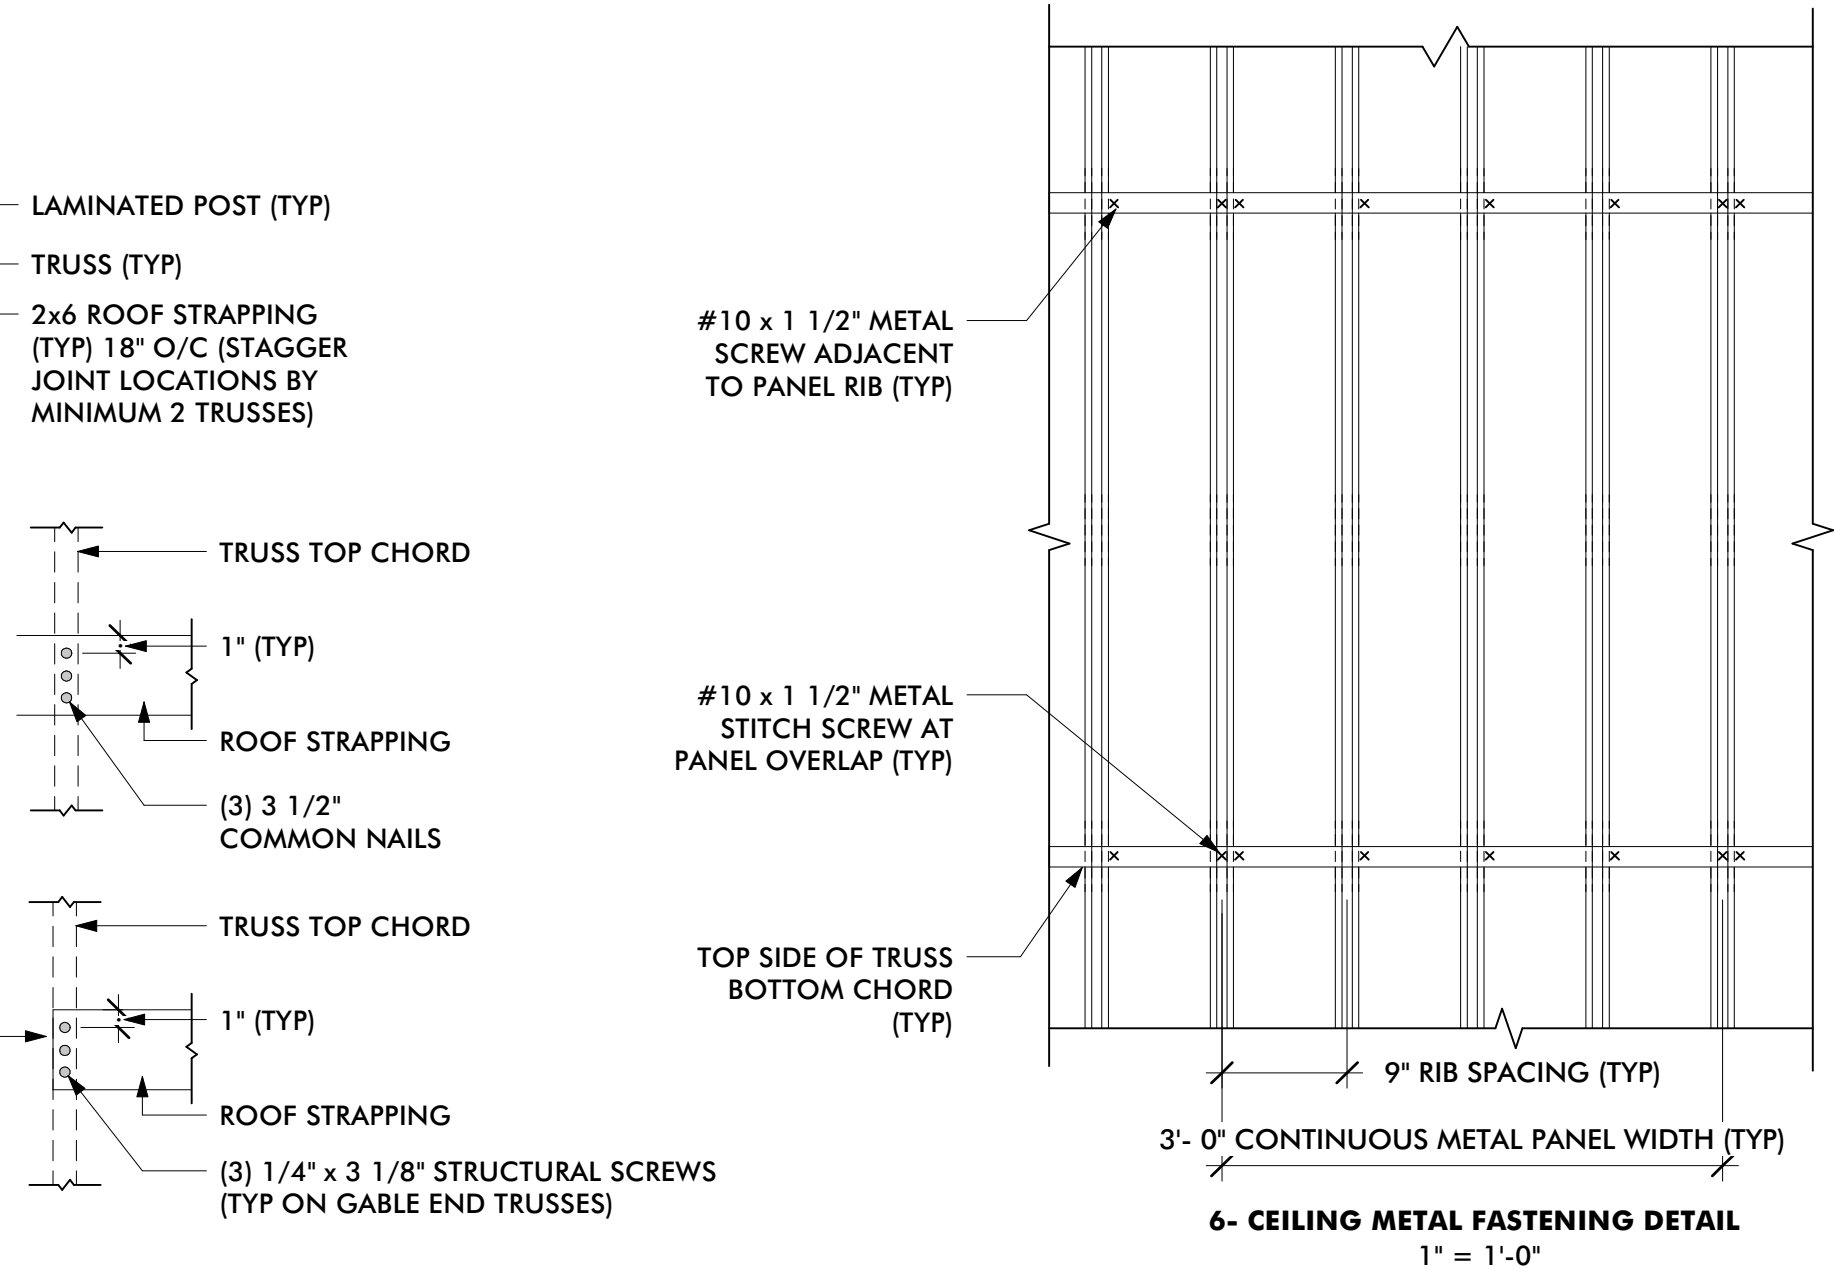 LAMINATED POST (TYP)
TRUSS (TYP)
2x6 ROOF STRAPPING
(TYP) 18" O/C (STAGGER
JOINT LOCATIONS BY
MINIMUM 2 TRUSSES)
TRUSS TOP CHORD
1" (TYP)
ROOF STRAPPING
(3) 3 1/2"
COMMON NAILS
TRUSS TOP CHORD
1" (TYP)
ROOF STRAPPING
(3) 1/4" x 3 1/8" STRUCTURAL SCREWS
(TYP ON GABLE END TRUSSES)
#10 x 1 1/2" METAL
SCREW ADJACENT
TO PANEL RIB (TYP)
#10 x 1 1/2" METAL
STITCH SCREW AT
PANEL OVERLAP (TYP)
TOP SIDE OF TRUSS
BOTTOM CHORD
(TYP)
9" RIB SPACING (TYP)
3'- 0" CONTINUOUS METAL PANEL WIDTH (TYP)
6- CEILING METAL FASTENING DETAIL
1" = 1'-0"